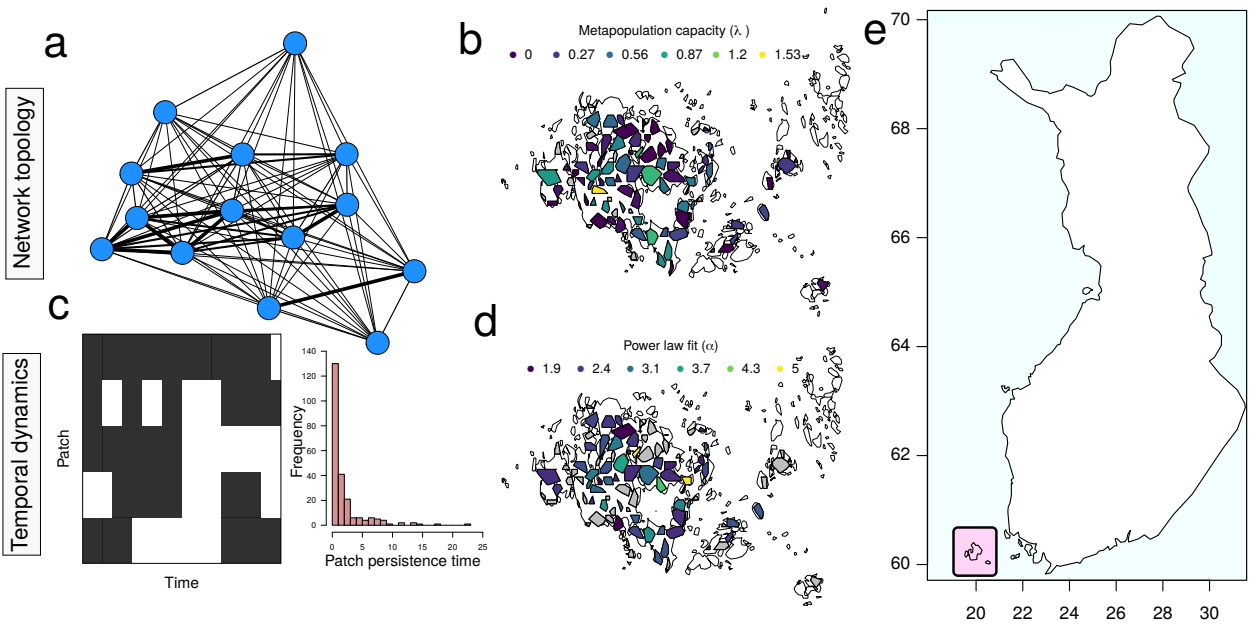 a
Network topology
b
Metapopulation capacity (λ )
0 0.27 0.56 0.87 1.2 1.53
c
Temporal dynamics
Patch
Time
Frequency
140
120
100
80
60
40
20
0
0 5 10 15 20 25
Patch persistence time
d
Power law fit (α)
1.9 2.4 3.1 3.7 4.3 5
e
70
68
66
64
62
60
20 22 24 26 28 30